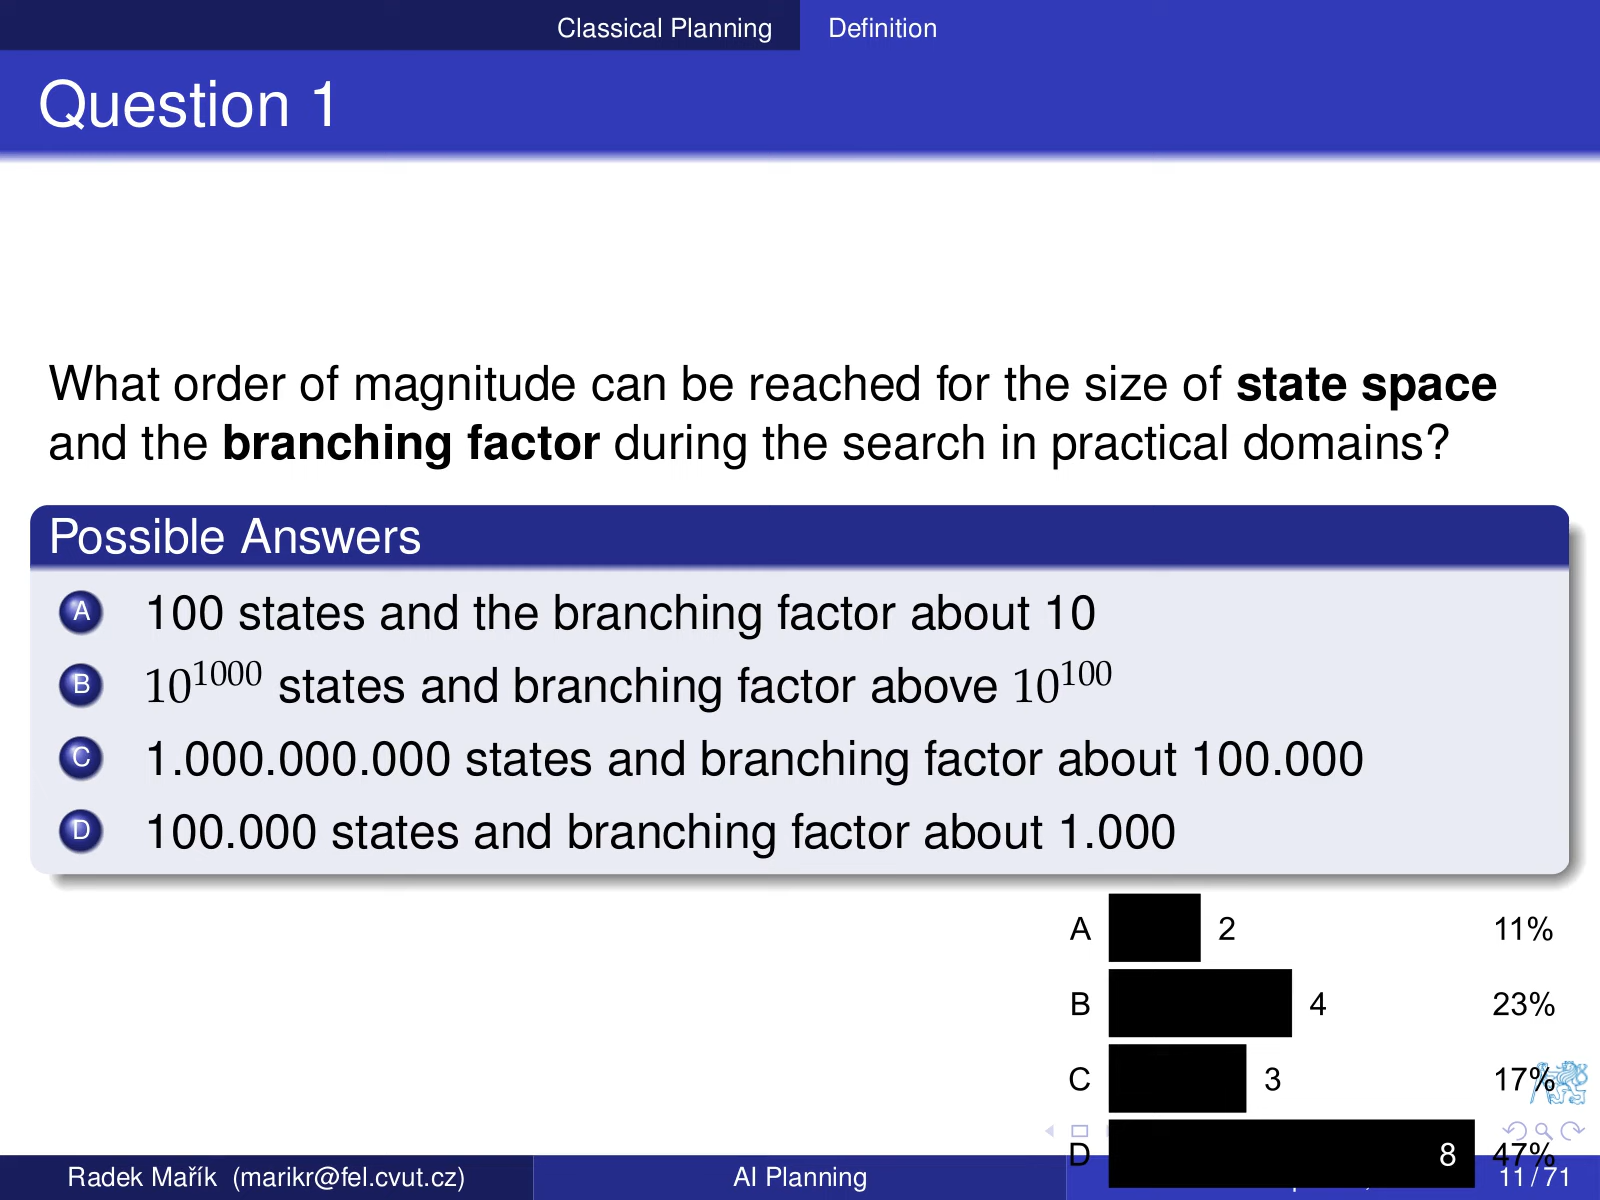 Classical Planning Definition
Question 1
What order of magnitude can be reached for the size of state space
and the branching factor during the search in practical domains?
Possible Answers
A 100 states and the branching factor about 10
B 10^1000 states and branching factor above 10^100
C 1.000.000.000 states and branching factor about 100.000
D 100.000 states and branching factor about 1.000
A 2 11%
B 4 23%
C 3 17%
D 8 47%
Radek Mařík (marikr@fel.cvut.cz) AI Planning 11 / 71